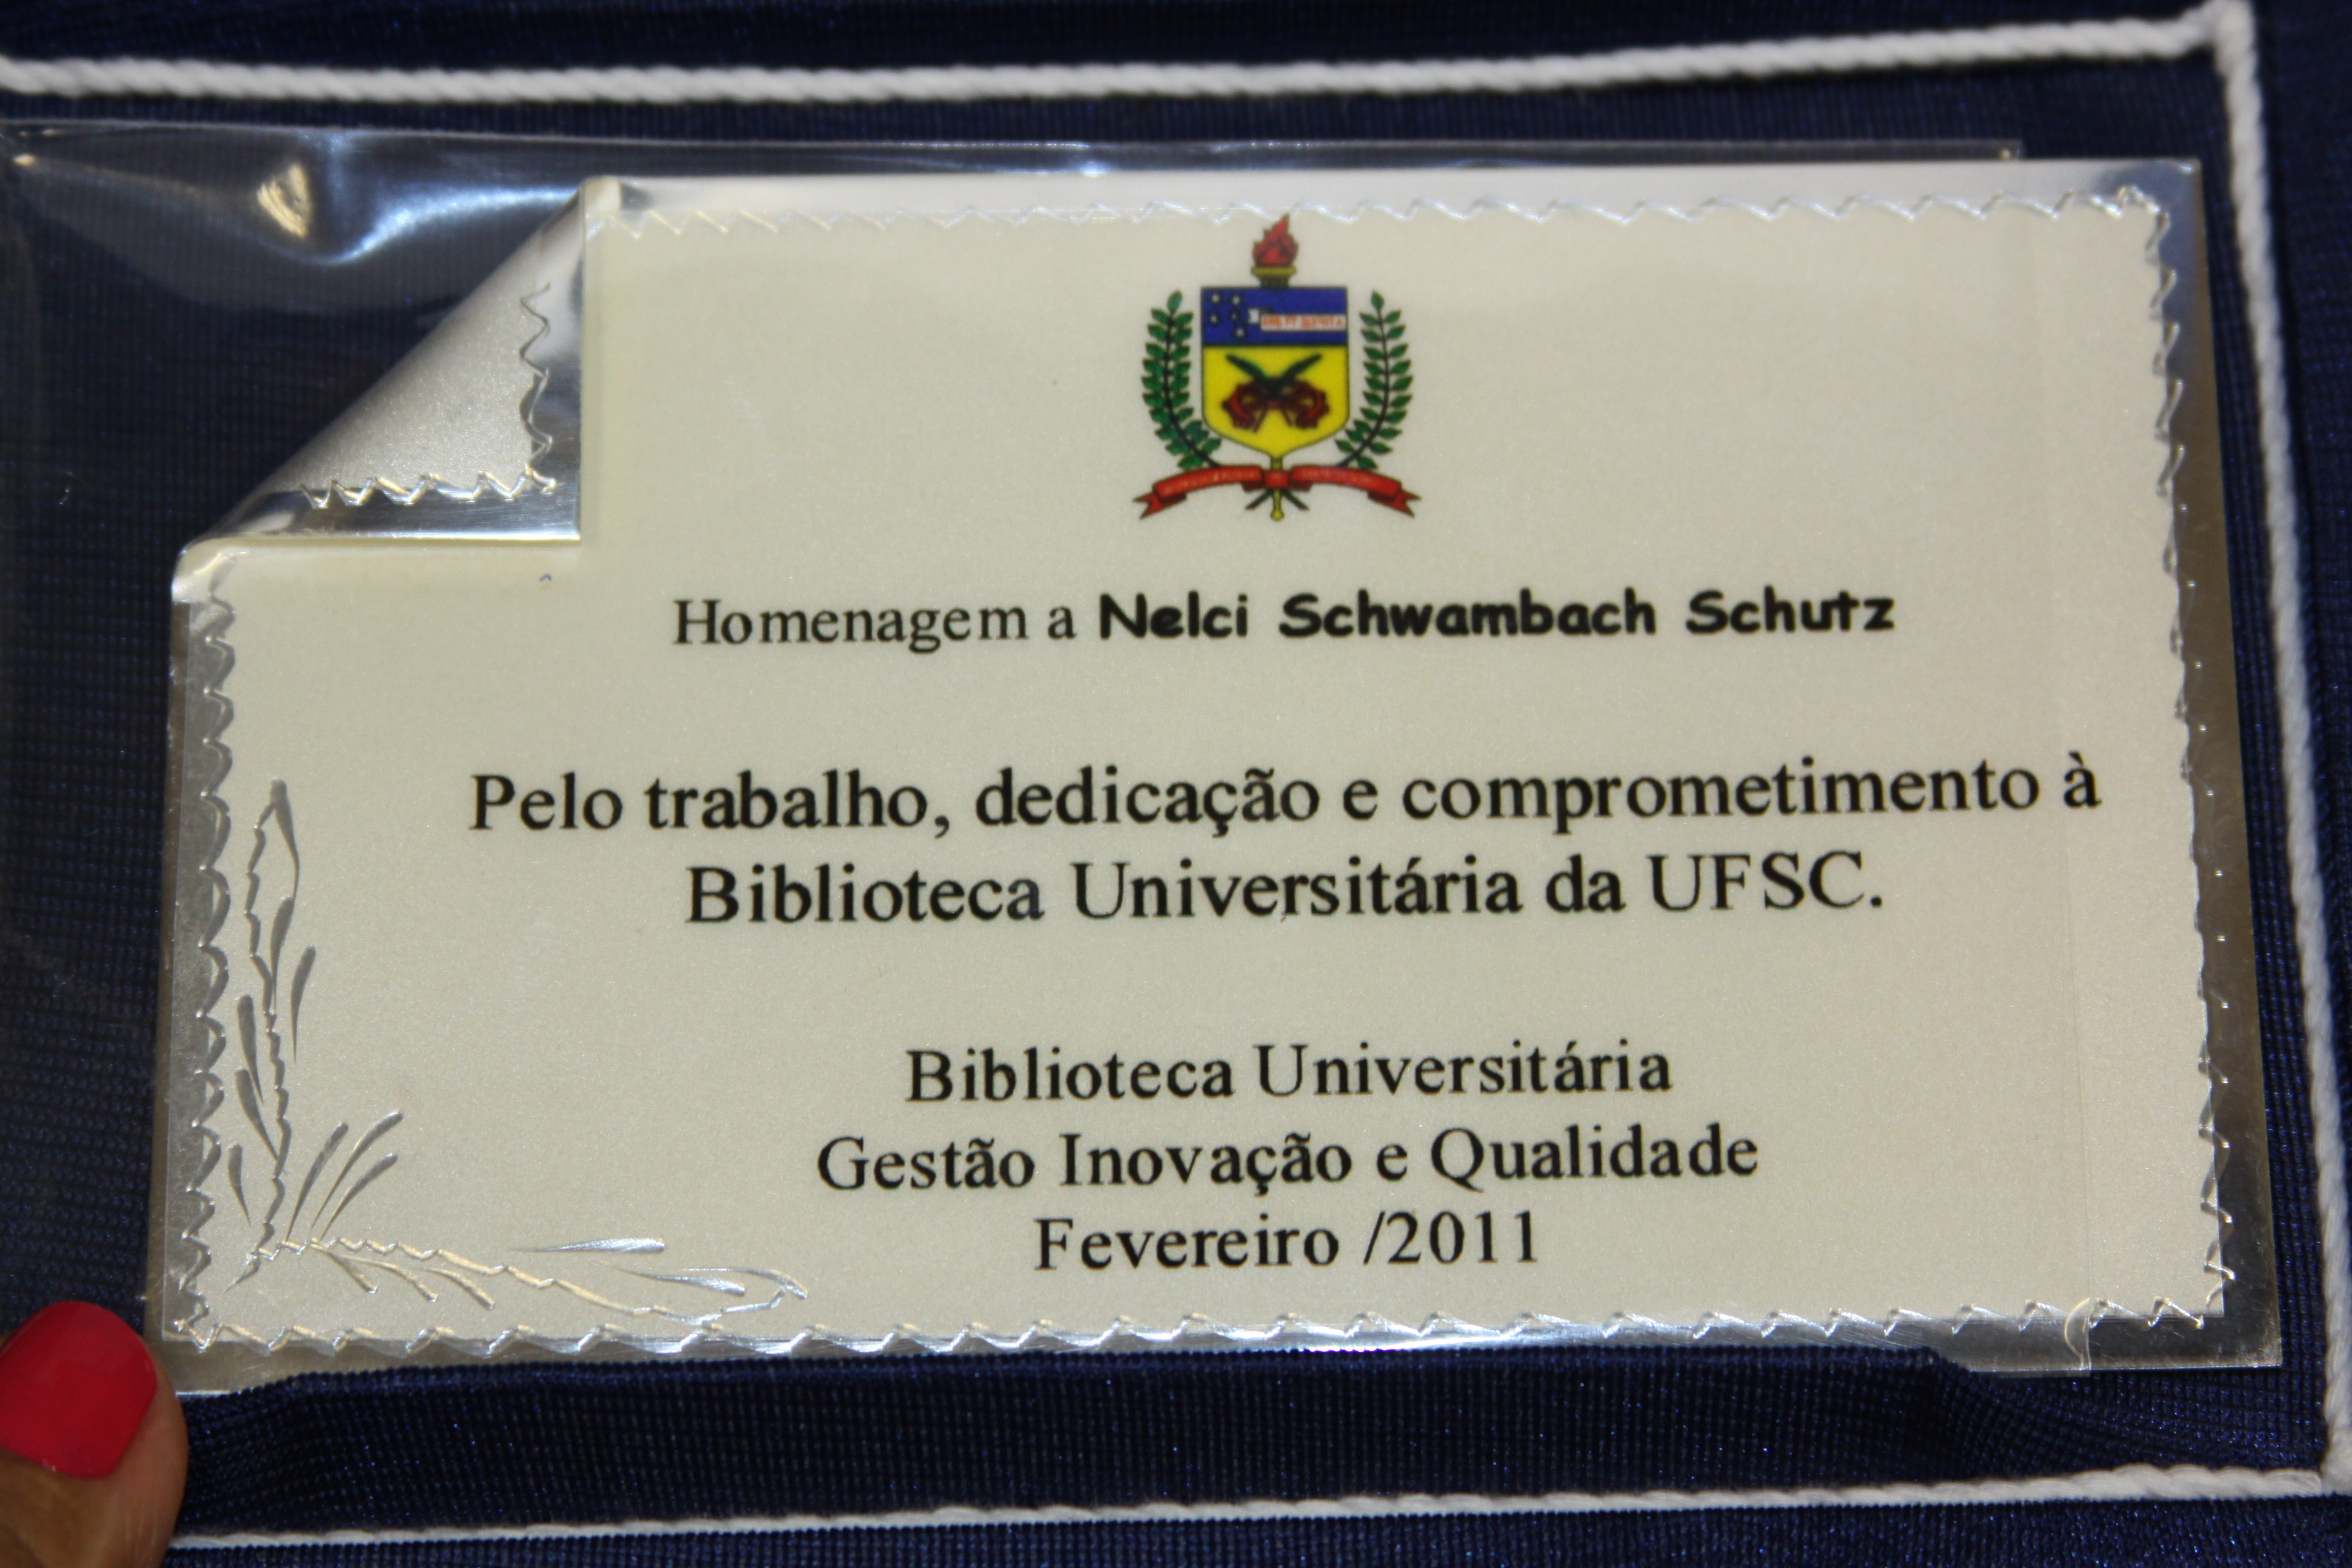 Homenagem a Nelci Schwambach Schutz
Pelo trabalho, dedicação e comprometimento à
Biblioteca Universitária da UFSC.
Biblioteca Universitária
Gestão Inovação e Qualidade
Fevereiro /2011